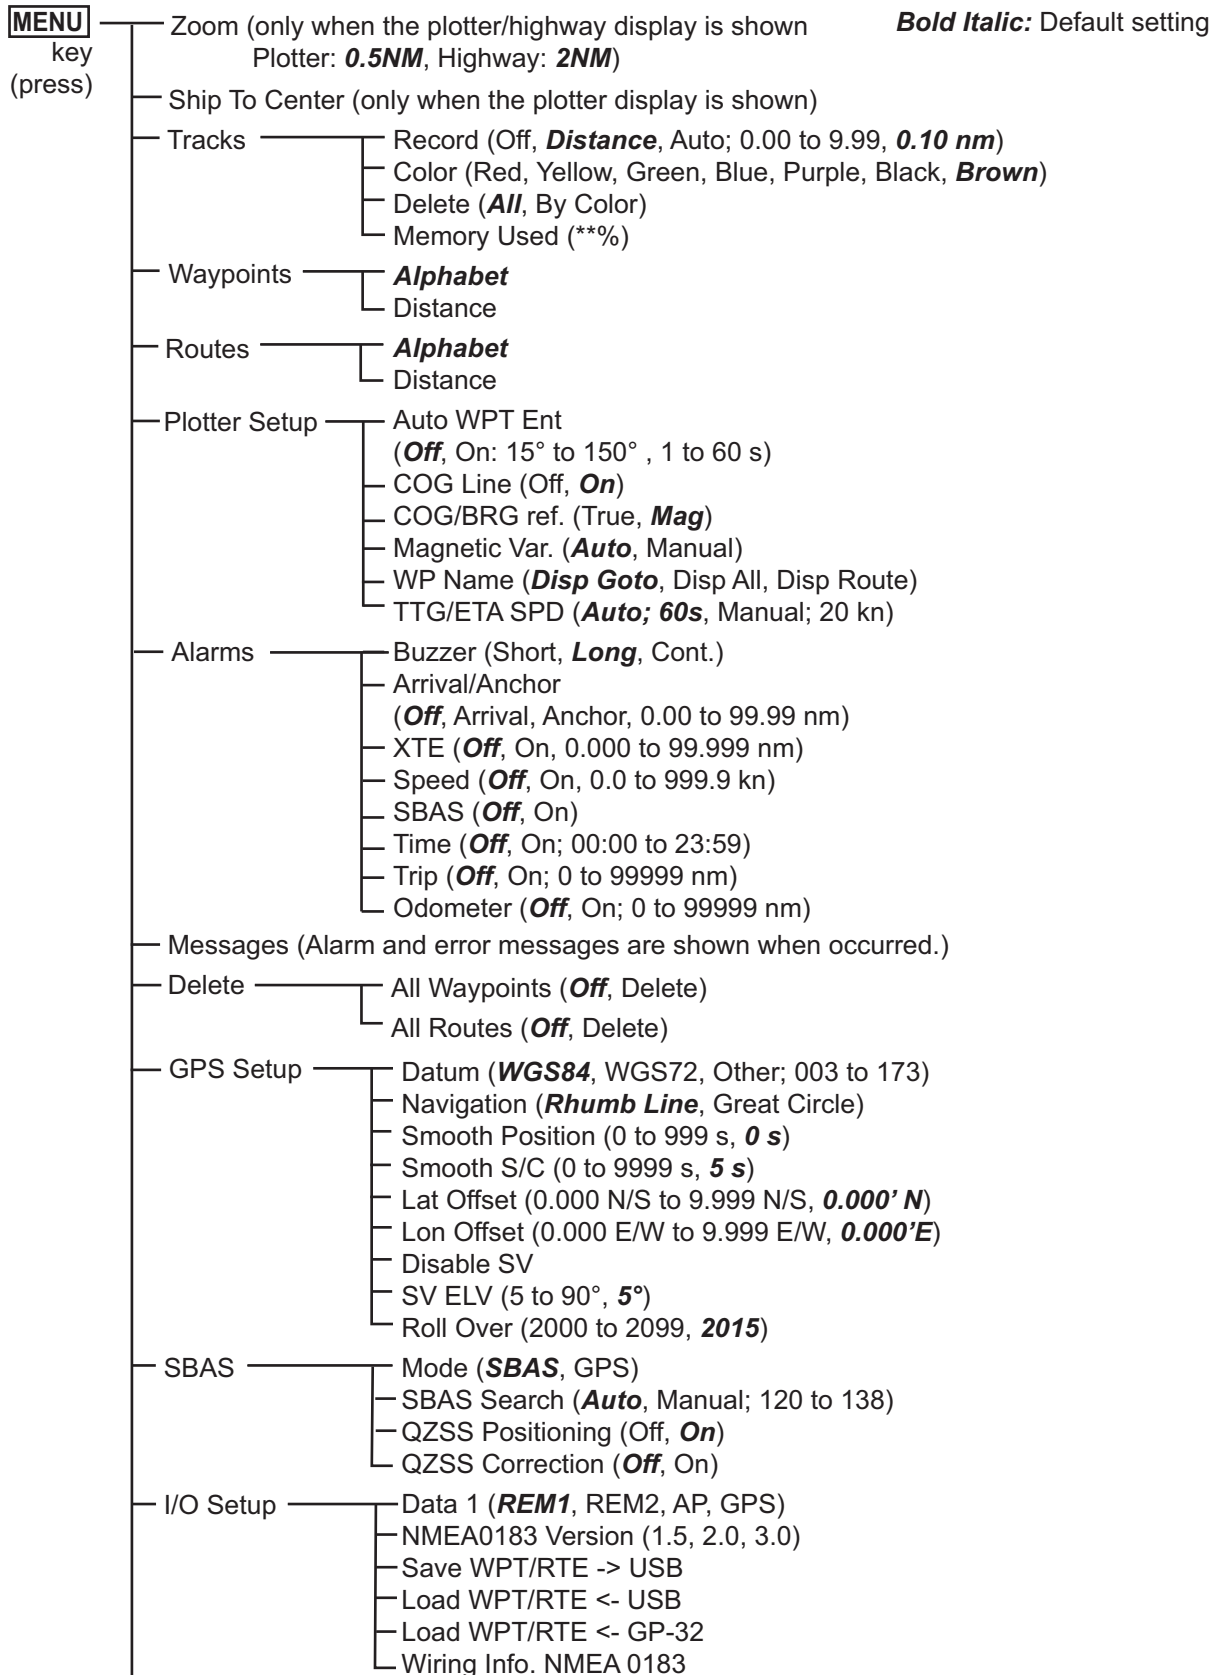 MENU
key
(press)
Zoom (only when the plotter/highway display is shown
Plotter: 0.5NM, Highway: 2NM)
Bold Italic: Default setting
Ship To Center (only when the plotter display is shown)
Tracks
Record (Off, Distance, Auto; 0.00 to 9.99, 0.10 nm)
Color (Red, Yellow, Green, Blue, Purple, Black, Brown)
Delete (All, By Color)
Memory Used (**%)
Waypoints
Alphabet
Distance
Routes
Alphabet
Distance
Plotter Setup
Auto WPT Ent
(Off, On: 15° to 150° , 1 to 60 s)
COG Line (Off, On)
COG/BRG ref. (True, Mag)
Magnetic Var. (Auto, Manual)
WP Name (Disp Goto, Disp All, Disp Route)
TTG/ETA SPD (Auto; 60s, Manual; 20 kn)
Alarms
Buzzer (Short, Long, Cont.)
Arrival/Anchor
(Off, Arrival, Anchor, 0.00 to 99.99 nm)
XTE (Off, On, 0.000 to 99.999 nm)
Speed (Off, On, 0.0 to 999.9 kn)
SBAS (Off, On)
Time (Off, On; 00:00 to 23:59)
Trip (Off, On; 0 to 99999 nm)
Odometer (Off, On; 0 to 99999 nm)
Messages (Alarm and error messages are shown when occurred.)
Delete
All Waypoints (Off, Delete)
All Routes (Off, Delete)
GPS Setup
Datum (WGS84, WGS72, Other; 003 to 173)
Navigation (Rhumb Line, Great Circle)
Smooth Position (0 to 999 s, 0 s)
Smooth S/C (0 to 9999 s, 5 s)
Lat Offset (0.000 N/S to 9.999 N/S, 0.000’ N)
Lon Offset (0.000 E/W to 9.999 E/W, 0.000’E)
Disable SV
SV ELV (5 to 90°, 5°)
Roll Over (2000 to 2099, 2015)
SBAS
Mode (SBAS, GPS)
SBAS Search (Auto, Manual; 120 to 138)
QZSS Positioning (Off, On)
QZSS Correction (Off, On)
I/O Setup
Data 1 (REM1, REM2, AP, GPS)
NMEA0183 Version (1.5, 2.0, 3.0)
Save WPT/RTE -> USB
Load WPT/RTE <- USB
Load WPT/RTE <- GP-32
Wiring Info. NMEA 0183